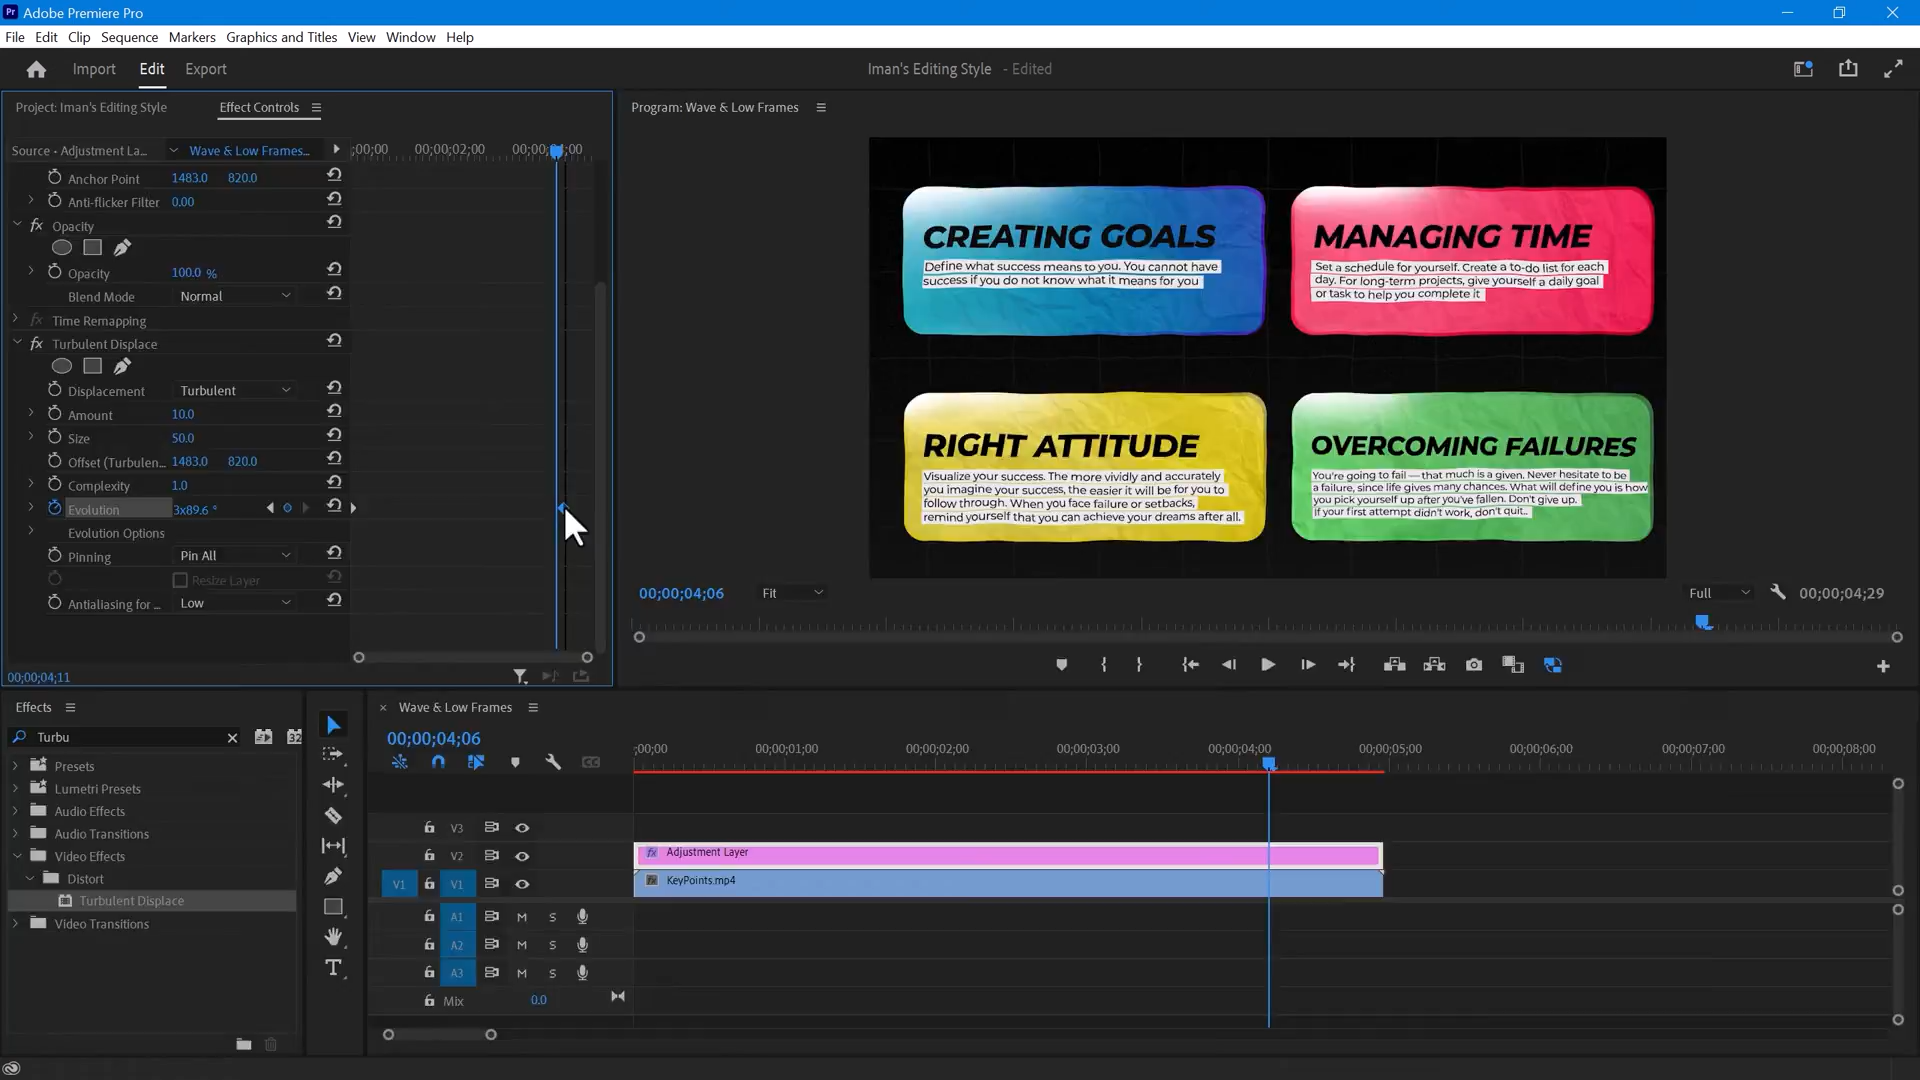 Adobe Premiere Pro
File Edit Clip Sequence Markers Graphics and Titles View Window Help
Import Edit Export
Iman's Editing Style - Edited
Project: Iman's Editing Style
Effect Controls
Source • Adjustment La...
Wave & Low Frames...
;00;00 00;00;02;00
Anchor Point 1483.0 820.0
Anti-flicker Filter 0.00
fx Opacity
Opacity 100.0 %
Blend Mode Normal
fx Time Remapping
fx Turbulent Displace
Displacement Turbulent
Amount 10.0
Size 50.0
Offset (Turbulen... 1483.0 820.0
Complexity 1.0
Evolution 3x89.6 °
Evolution Options
Pinning Pin All
Resize Layer
Antialiasing for ... Low
00;00;04;11
Program: Wave & Low Frames
CREATING GOALS
Define what success means to you. You cannot have
success if you do not know what it means for you
MANAGING TIME
Set a schedule for yourself. Create a to-do list for each
day. For long-term projects, give yourself a daily goal
or task to help you complete it
RIGHT ATTITUDE
Visualize your success. The more vividly and accurately
you imagine your success, the easier it will be for you to
follow through. When you face failure or setbacks,
remind yourself that you can achieve your dreams after all.
OVERCOMING FAILURES
You're going to fail — that much is a given. Never hesitate to be
a failure, since life gives many chances. What will define you is how
you pick yourself up after you've fallen. Don't give up.
If your first attempt didn't work, don't quit..
00;00;04;06 Fit Full 00;00;04;29
Effects
Turbu
Presets
Lumetri Presets
Audio Effects
Audio Transitions
Video Effects
Distort
Turbulent Displace
Video Transitions
Wave & Low Frames
00;00;04;06
;00;00 00;00;01;00 00;00;02;00 00;00;03;00 00;00;04;00 00;00;05;00 00;00;06;00 00;00;07;00 00;00;08;00
V3
V2
fx Adjustment Layer
V1 V1
fx KeyPoints.mp4
A1 M S
A2 M S
A3 M S
Mix 0.0